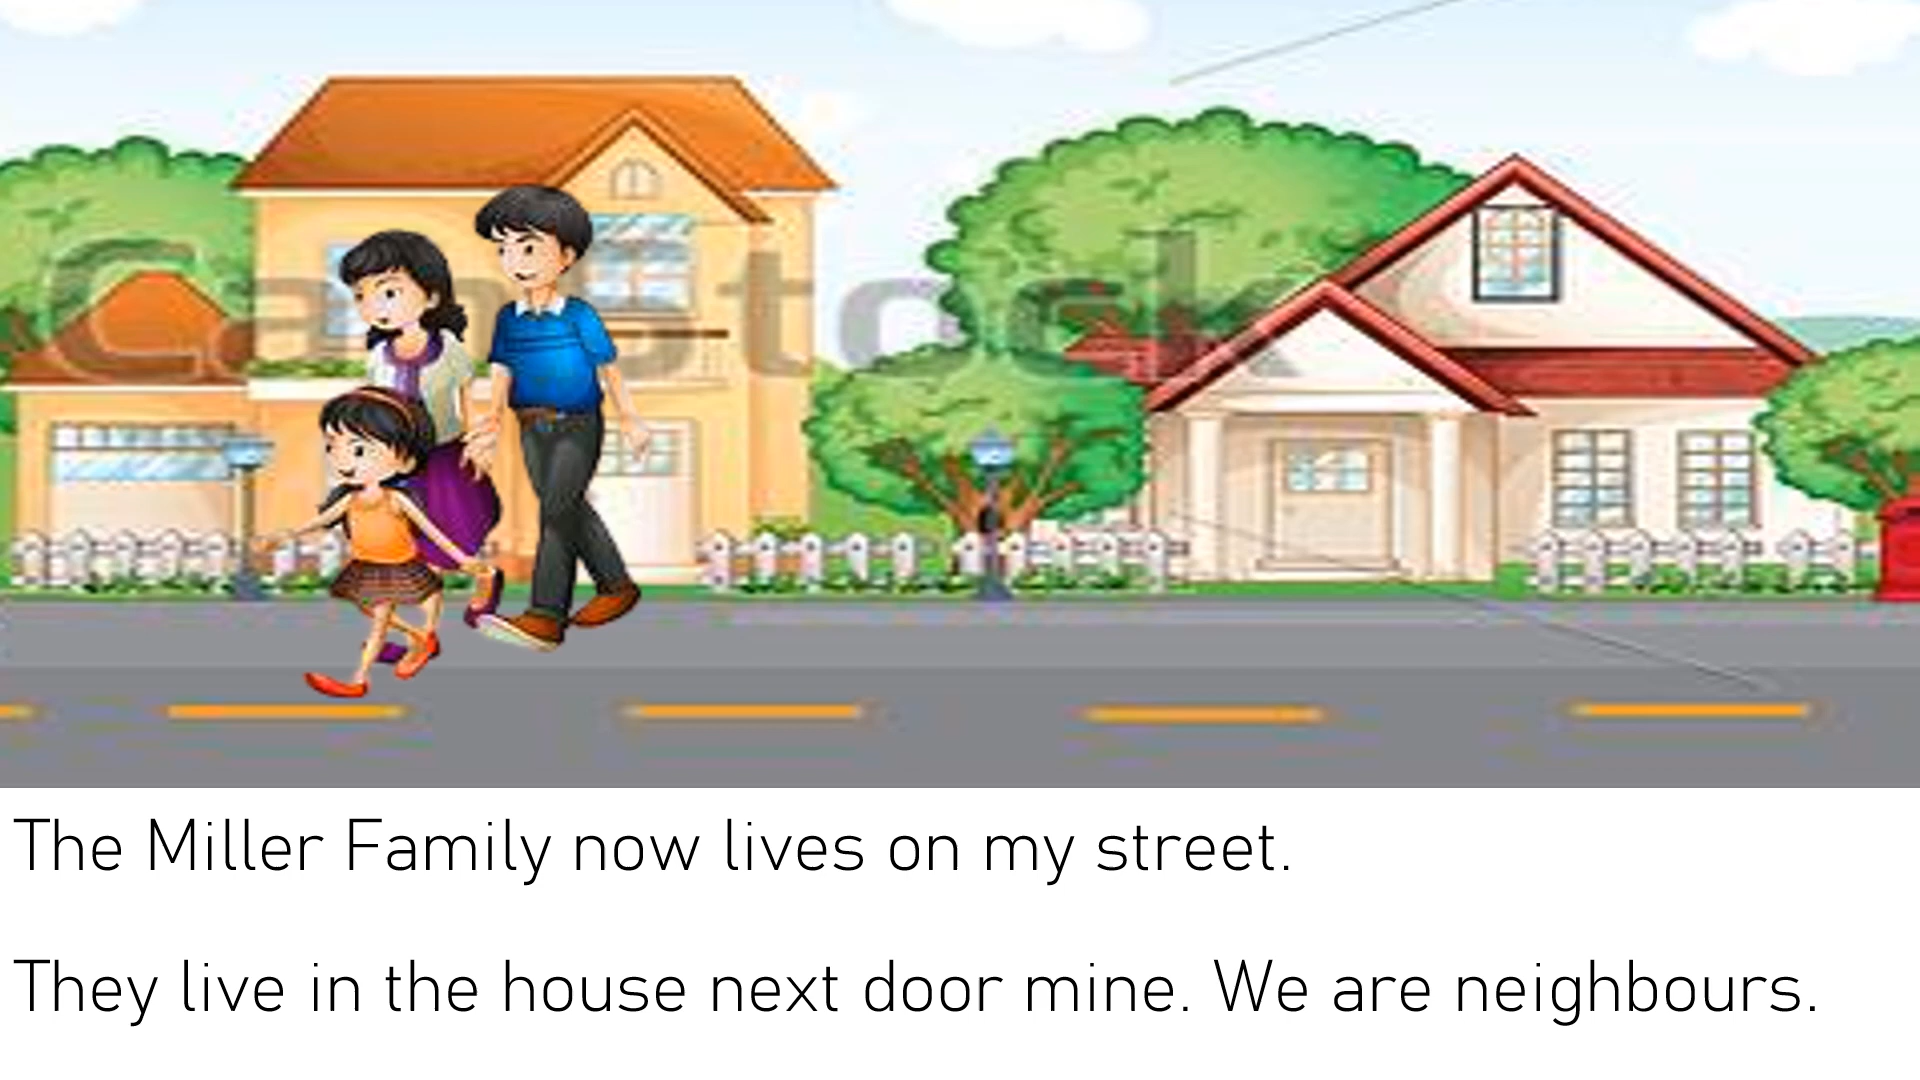 CanStock
The Miller Family now lives on my street.
They live in the house next door mine. We are neighbours.